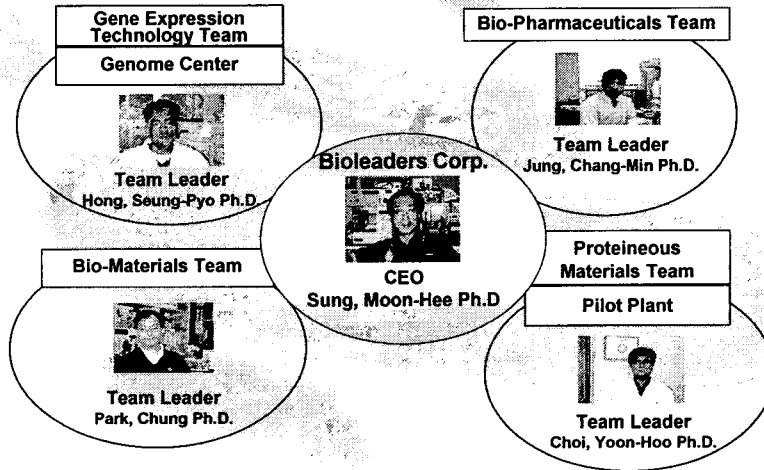 Gene Expression
Technology Team
Genome Center
Team Leader
Hong, Seung-Pyo Ph.D.
Bio-Pharmaceuticals Team
Team Leader
Jung, Chang-Min Ph.D.
Bioleaders Corp.
CEO
Sung, Moon-Hee Ph.D
Bio-Materials Team
Team Leader
Park, Chung Ph.D.
Proteineous
Materials Team
Pilot Plant
Team Leader
Choi, Yoon-Hoo Ph.D.